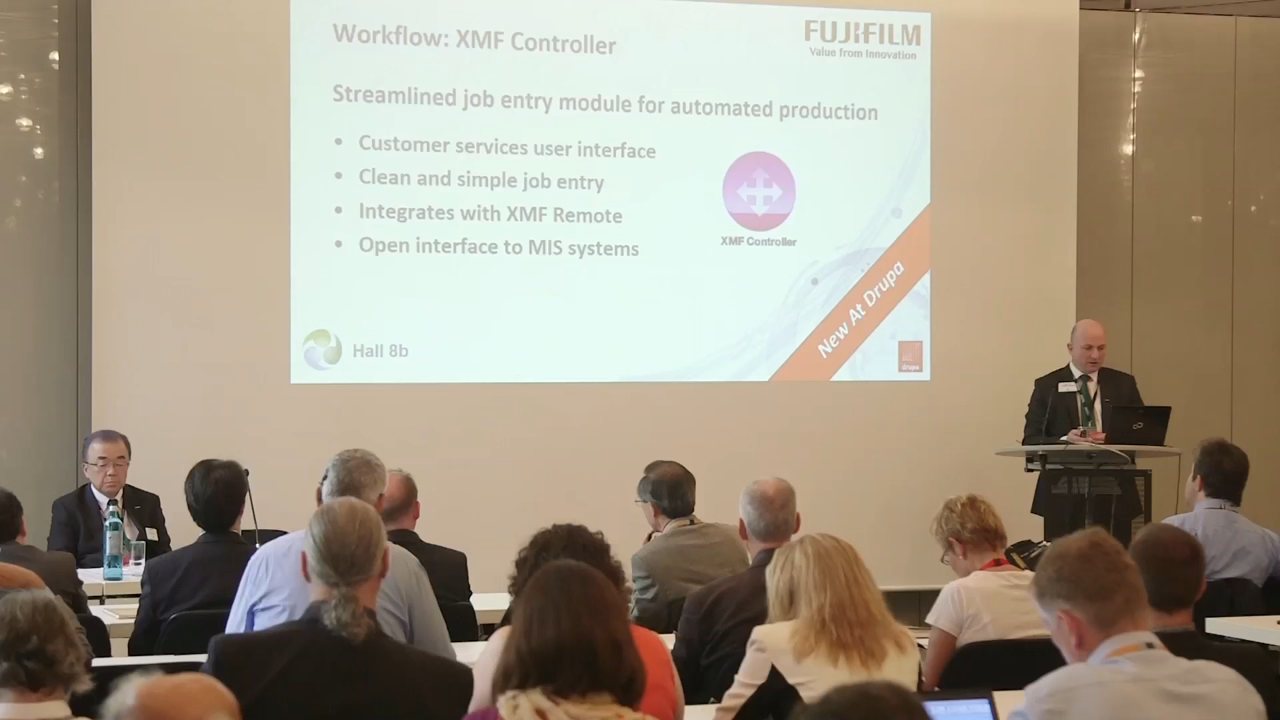 Workflow: XMF Controller
FUJIFILM
Value from Innovation
Streamlined job entry module for automated production
• Customer services user interface
• Clean and simple job entry
• Integrates with XMF Remote
• Open interface to MIS systems
XMF Controller
New At Drupa
Hall 8b
drupa